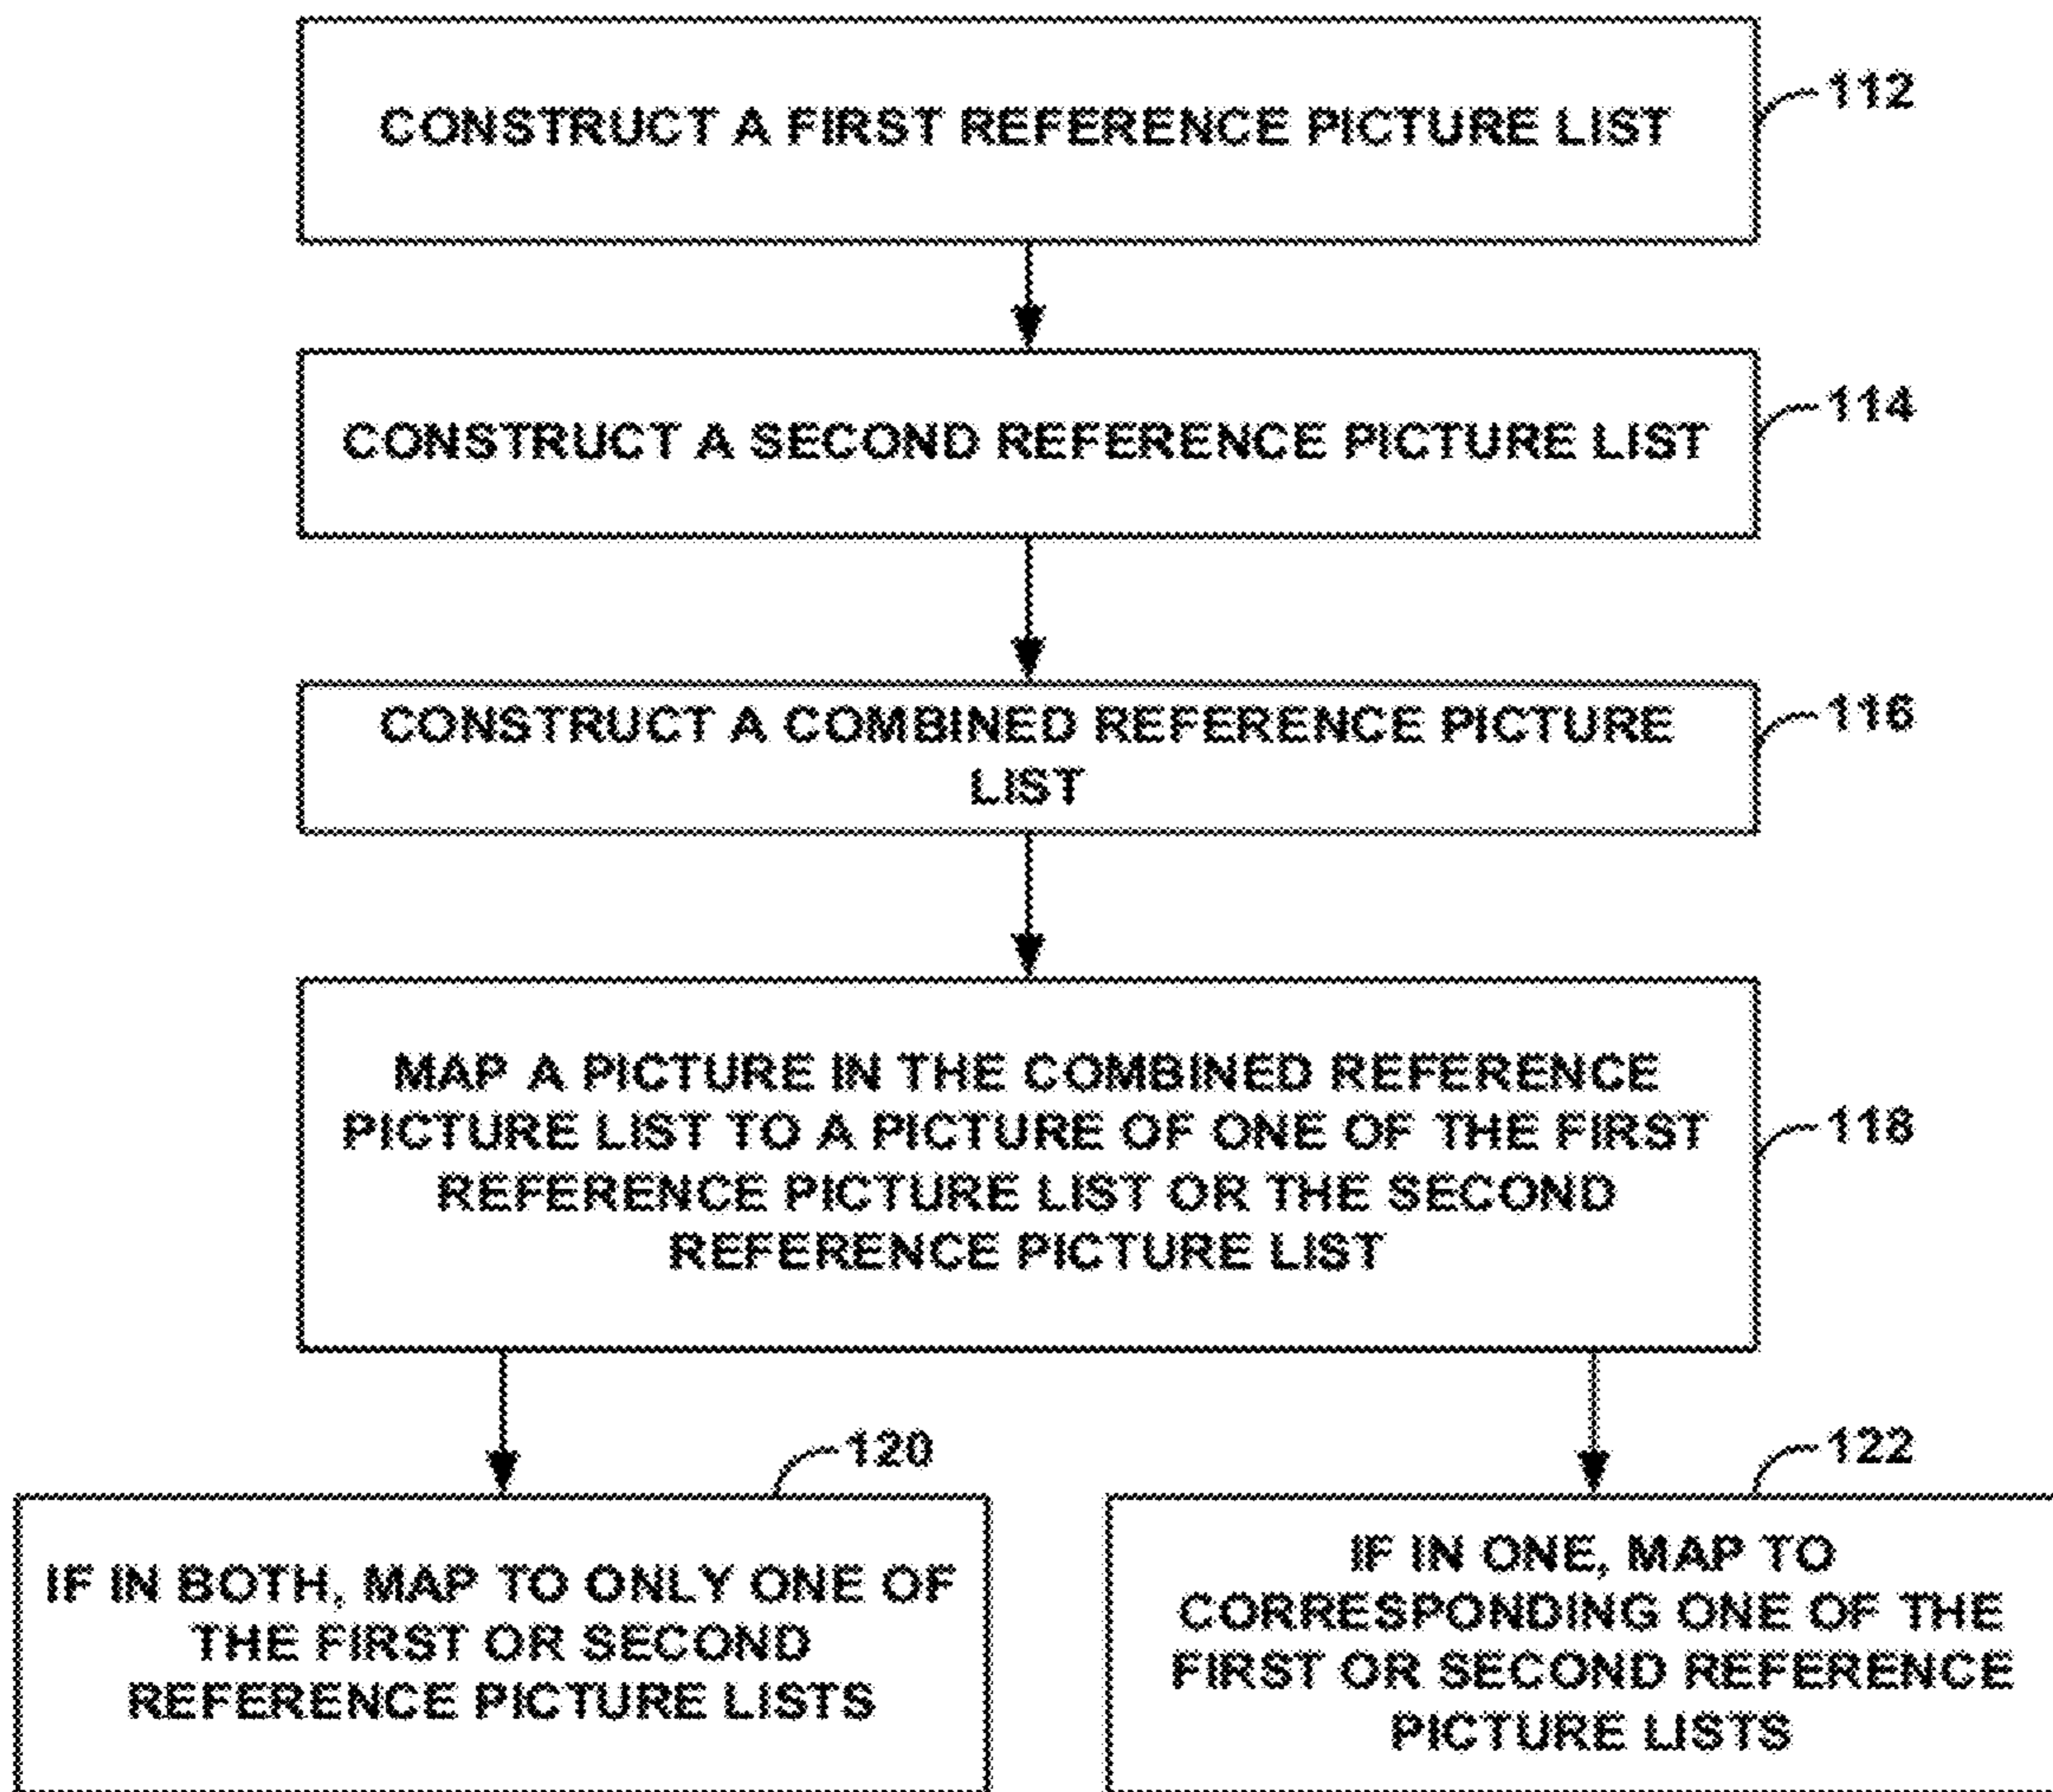 CONSTRUCT A FIRST REFERENCE PICTURE LIST
112
CONSTRUCT A SECOND REFERENCE PICTURE LIST
114
CONSTRUCT A COMBINED REFERENCE PICTURE
LIST
116
MAP A PICTURE IN THE COMBINED REFERENCE
PICTURE LIST TO A PICTURE OF ONE OF THE FIRST
REFERENCE PICTURE LIST OR THE SECOND
REFERENCE PICTURE LIST
118
120
IF IN BOTH, MAP TO ONLY ONE OF
THE FIRST OR SECOND
REFERENCE PICTURE LISTS
122
IF IN ONE, MAP TO
CORRESPONDING ONE OF THE
FIRST OR SECOND REFERENCE
PICTURE LISTS